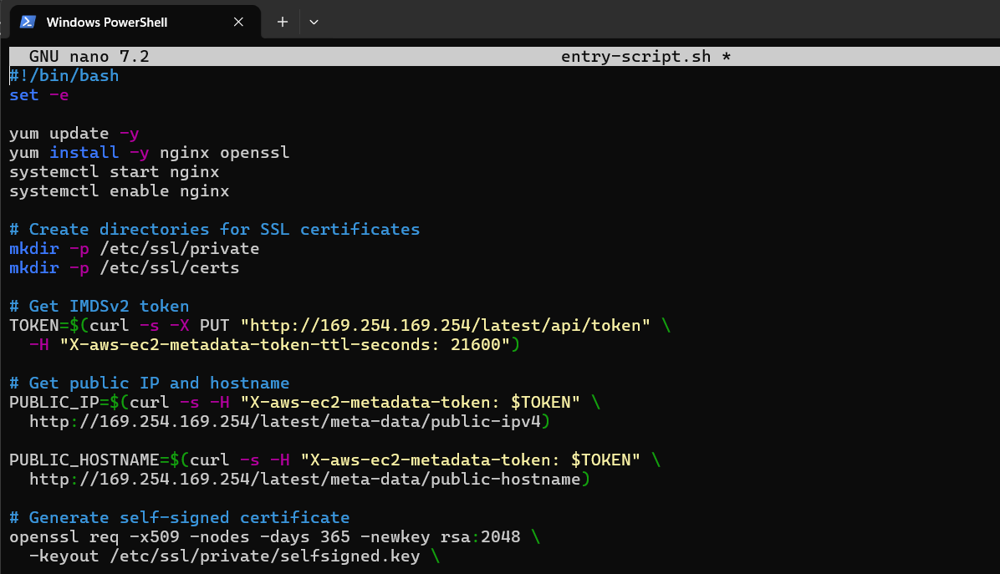 Windows PowerShell
GNU nano 7.2 entry-script.sh *
#!/bin/bash
set -e
yum update -y
yum install -y nginx openssl
systemctl start nginx
systemctl enable nginx
# Create directories for SSL certificates
mkdir -p /etc/ssl/private
mkdir -p /etc/ssl/certs
# Get IMDSv2 token
TOKEN=$(curl -s -X PUT "http://169.254.169.254/latest/api/token" \
-H "X-aws-ec2-metadata-token-ttl-seconds: 21600")
# Get public IP and hostname
PUBLIC_IP=$(curl -s -H "X-aws-ec2-metadata-token: $TOKEN" \
http://169.254.169.254/latest/meta-data/public-ipv4)
PUBLIC_HOSTNAME=$(curl -s -H "X-aws-ec2-metadata-token: $TOKEN" \
http://169.254.169.254/latest/meta-data/public-hostname)
# Generate self-signed certificate
openssl req -x509 -nodes -days 365 -newkey rsa:2048 \
-keyout /etc/ssl/private/selfsigned.key \